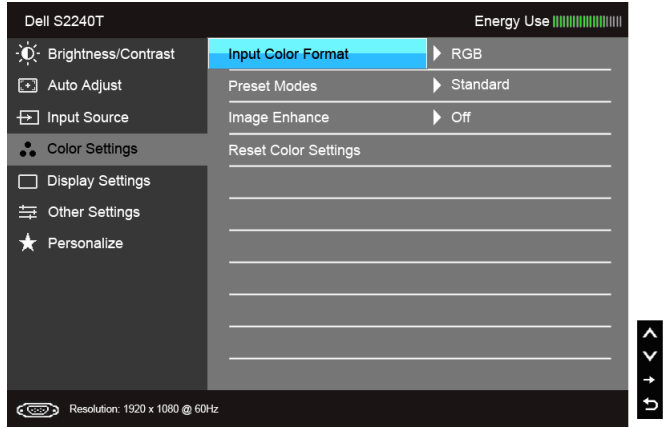 Dell S2240T
Energy Use
Brightness/Contrast
Auto Adjust
Input Source
Color Settings
Display Settings
Other Settings
Personalize
Input Color Format
RGB
Preset Modes
Standard
Image Enhance
Off
Reset Color Settings
Resolution: 1920 x 1080 @ 60Hz